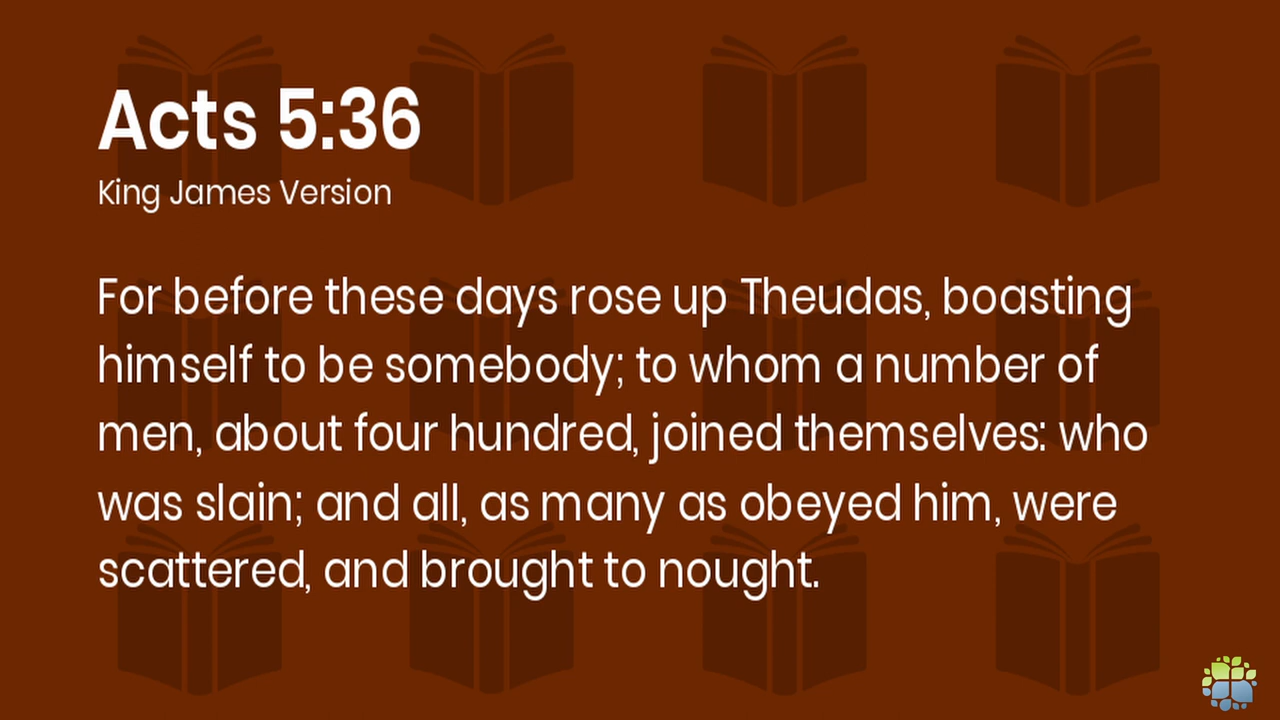 Acts 5:36
King James Version
For before these days rose up Theudas, boasting
himself to be somebody; to whom a number of
men, about four hundred, joined themselves: who
was slain; and all, as many as obeyed him, were
scattered, and brought to nought.